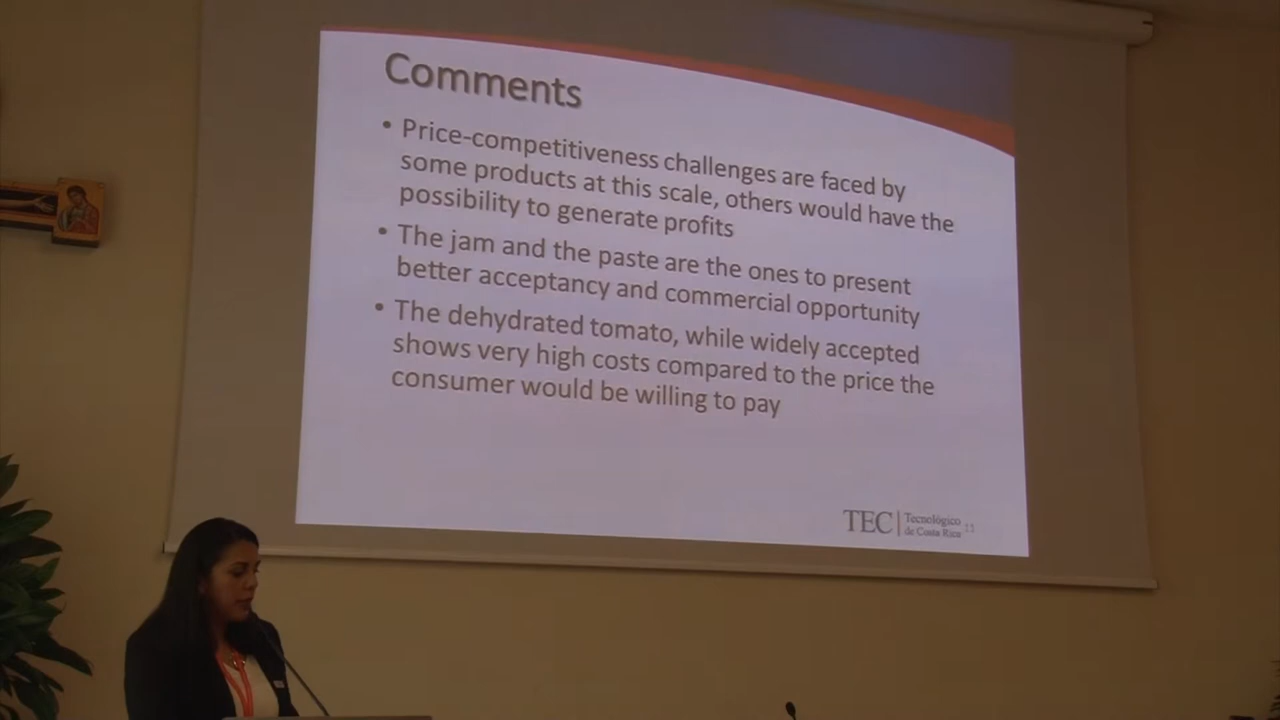 Comments
• Price-competitiveness challenges are faced by
some products at this scale, others would have the
possibility to generate profits
• The jam and the paste are the ones to present
better acceptancy and commercial opportunity
• The dehydrated tomato, while widely accepted
shows very high costs compared to the price the
consumer would be willing to pay
TEC | Tecnológico
de Costa Rica